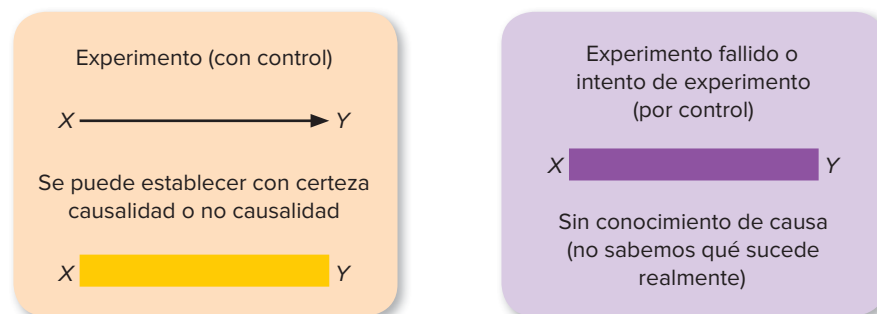 Experimento (con control)
X Y
Se puede establecer con certeza
causalidad o no causalidad
X Y
Experimento fallido o
intento de experimento
(por control)
X Y
Sin conocimiento de causa
(no sabemos qué sucede
realmente)